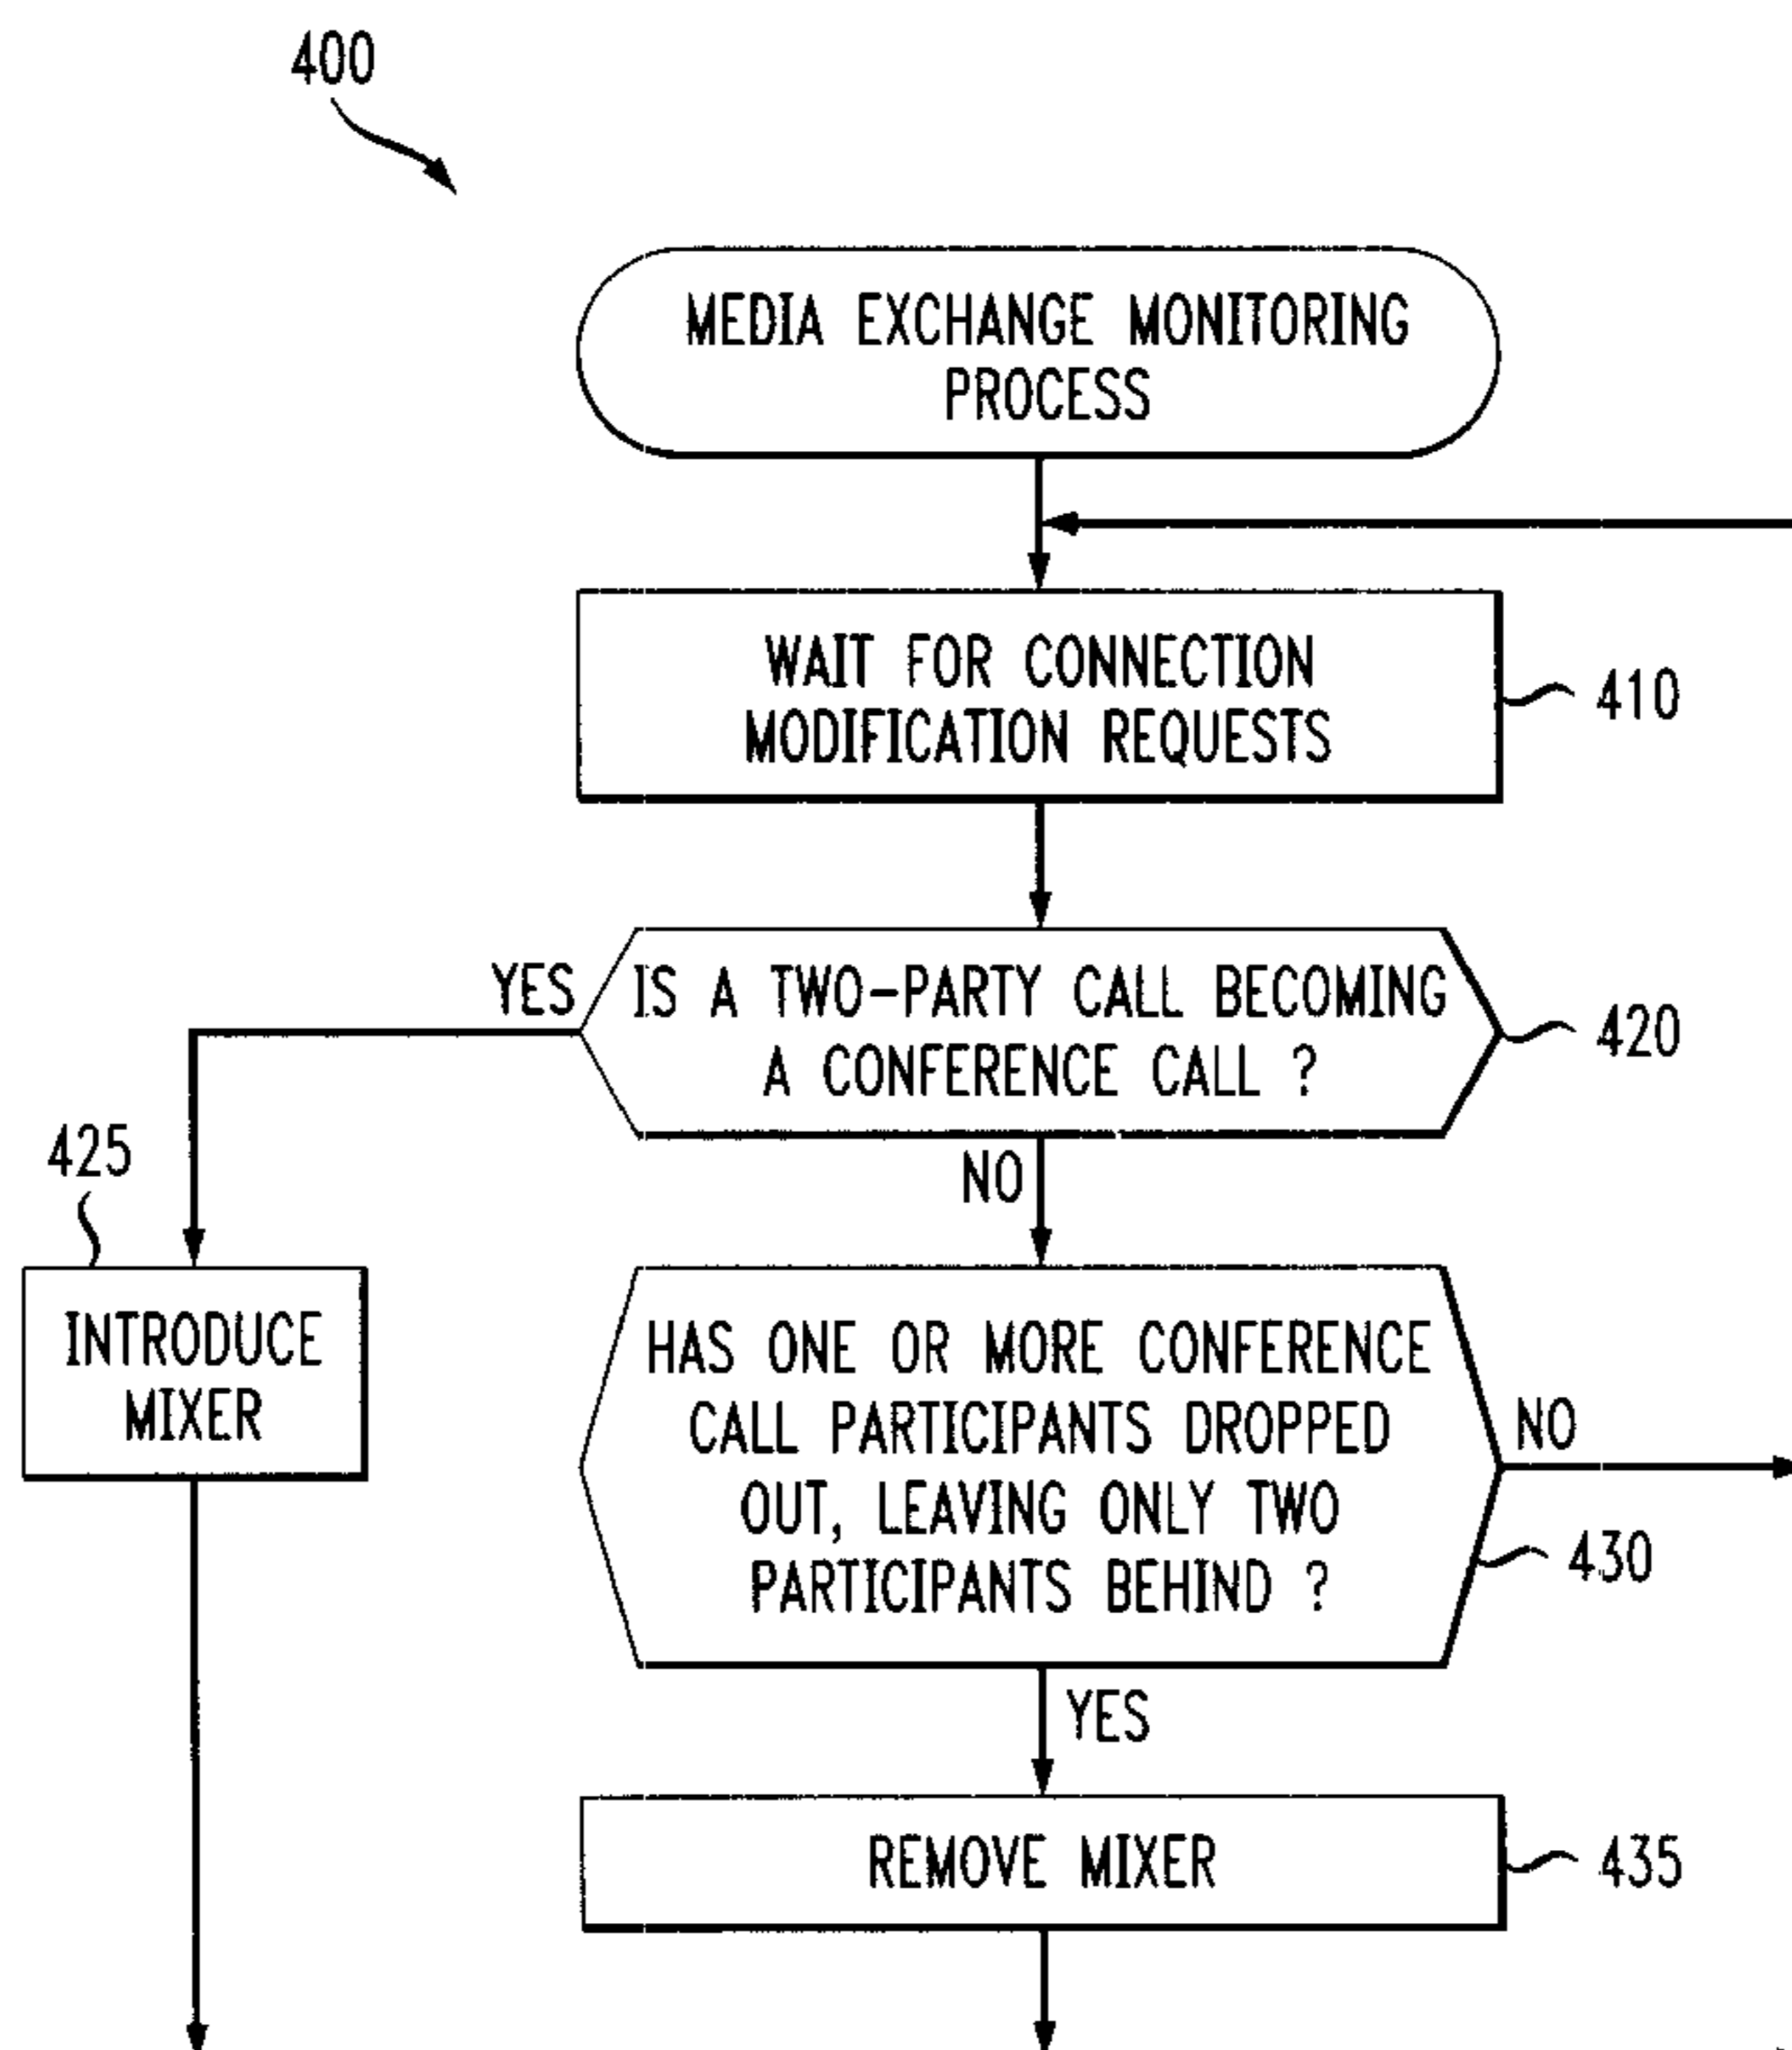 400
MEDIA EXCHANGE MONITORING
PROCESS
WAIT FOR CONNECTION
MODIFICATION REQUESTS
410
YES
IS A TWO-PARTY CALL BECOMING
A CONFERENCE CALL ?
420
425
NO
INTRODUCE
MIXER
HAS ONE OR MORE CONFERENCE
CALL PARTICIPANTS DROPPED
OUT, LEAVING ONLY TWO
PARTICIPANTS BEHIND ?
NO
430
YES
REMOVE MIXER
435